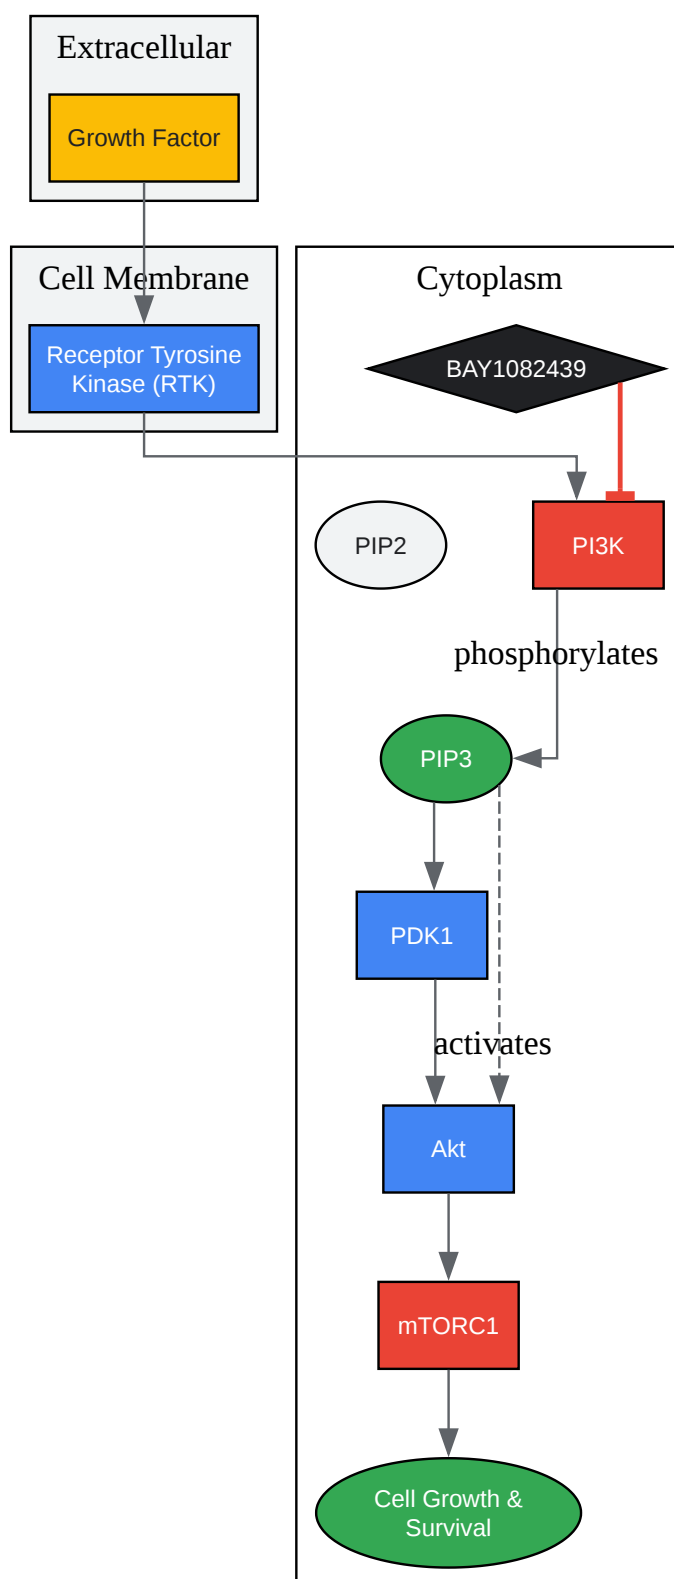 Extracellular
Growth Factor
Cell Membrane
Cytoplasm
Receptor Tyrosine
Kinase (RTK)
BAY1082439
PIP2
PI3K
phosphorylates
PIP3
PDK1
activates
Akt
mTORC1
Cell Growth &
Survival